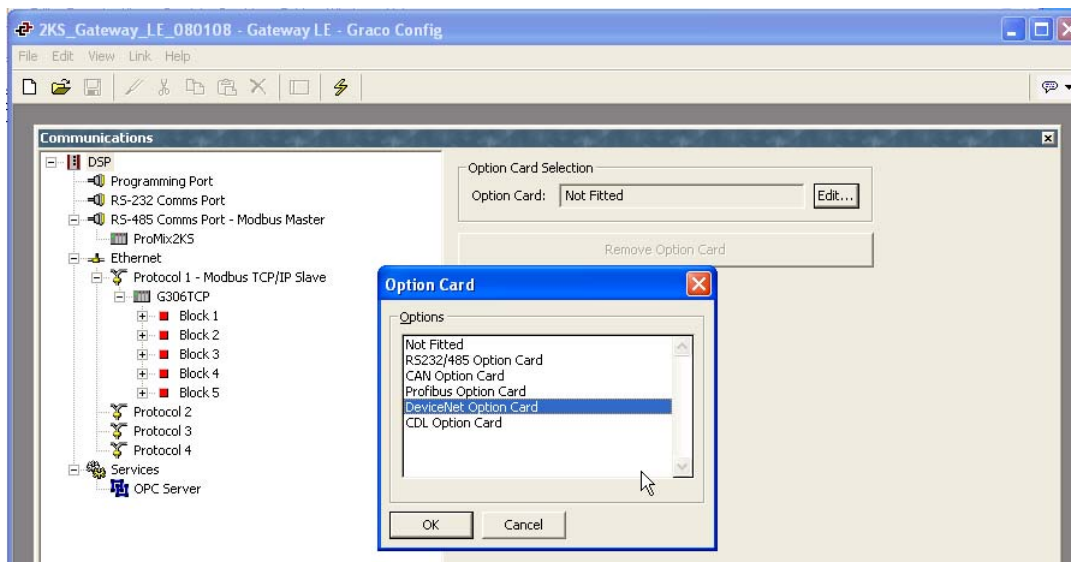 2KS_Gateway_LE_080108 - Gateway LE - Graco Config
File Edit View Link Help
Communications
DSP
Programming Port
RS-232 Comms Port
RS-485 Comms Port - Modbus Master
ProMix2KS
Ethernet
Protocol 1 - Modbus TCP/IP Slave
G306TCP
Block 1
Block 2
Block 3
Block 4
Block 5
Protocol 2
Protocol 3
Protocol 4
Services
OPC Server
Option Card Selection
Option Card: Not Fitted Edit...
Remove Option Card
Option Card
Options
Not Fitted
RS232/485 Option Card
CAN Option Card
Profibus Option Card
DeviceNet Option Card
CDL Option Card
OK Cancel